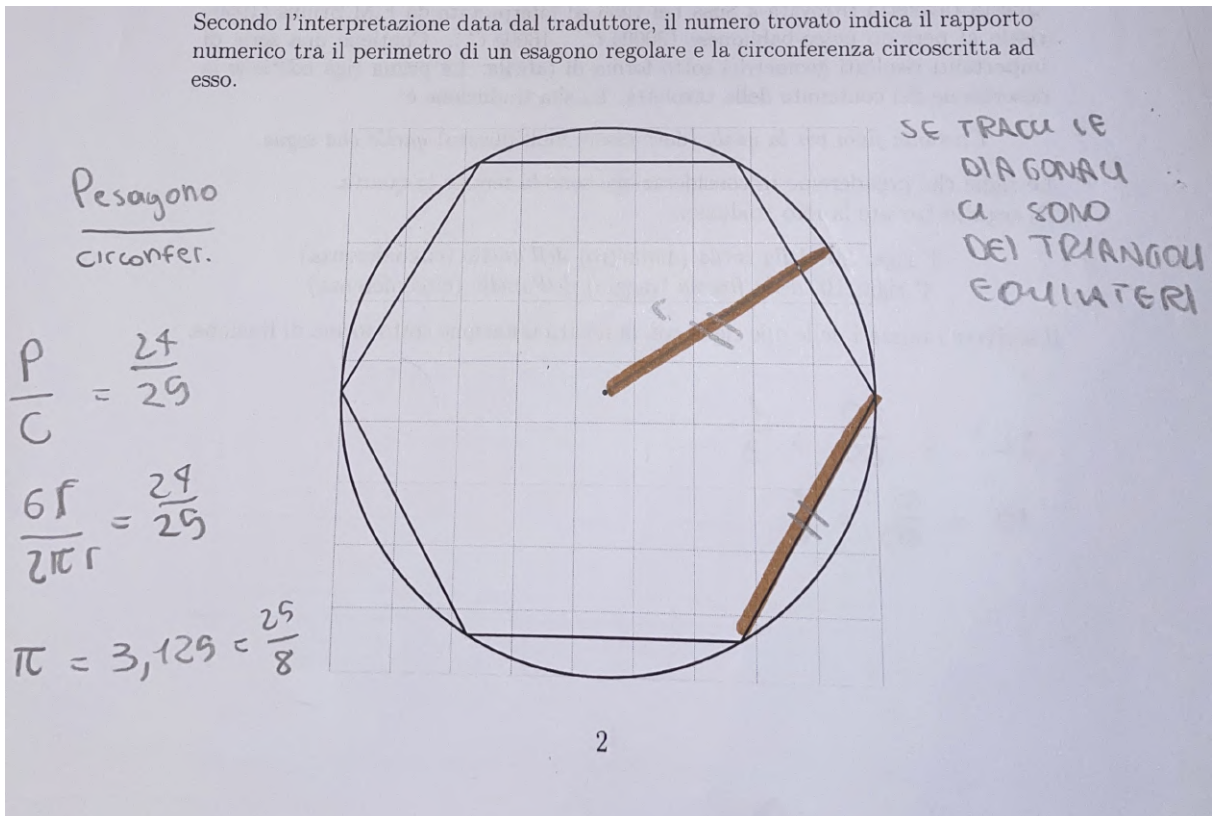 Secondo l'interpretazione data dal traduttore, il numero trovato indica il rapporto
numerico tra il perimetro di un esagono regolare e la circonferenza circoscritta ad
esso.
SE TRACCI LE
DIAGONALI
CI SONO
DEI TRIANGOLI
EQUILATERI
Pesagono
circonfer.
P/C = 24/25
6r/2πr = 24/25
π = 3,125 = 25/8
r
2